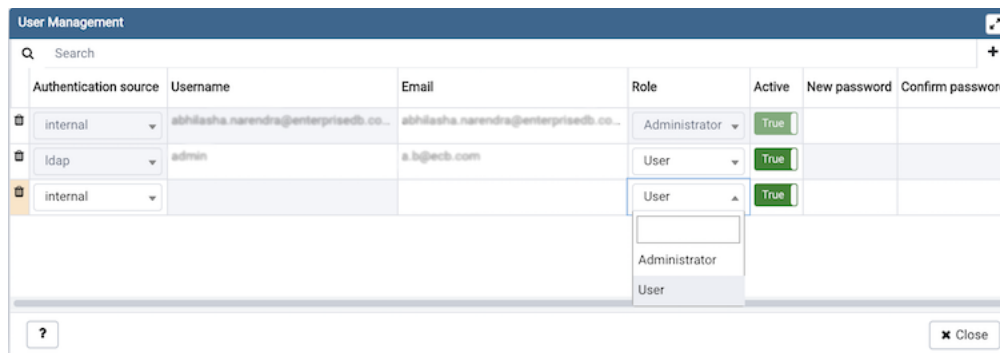 User Management
Search
+
Authentication source Username Email Role Active New password Confirm passwor
internal abhilasha.narendra@enterprisedb.co... abhilasha.narendra@enterprisedb.co... Administrator True
ldap admin a.b@ecb.com User True
internal User True
Administrator
User
? Close